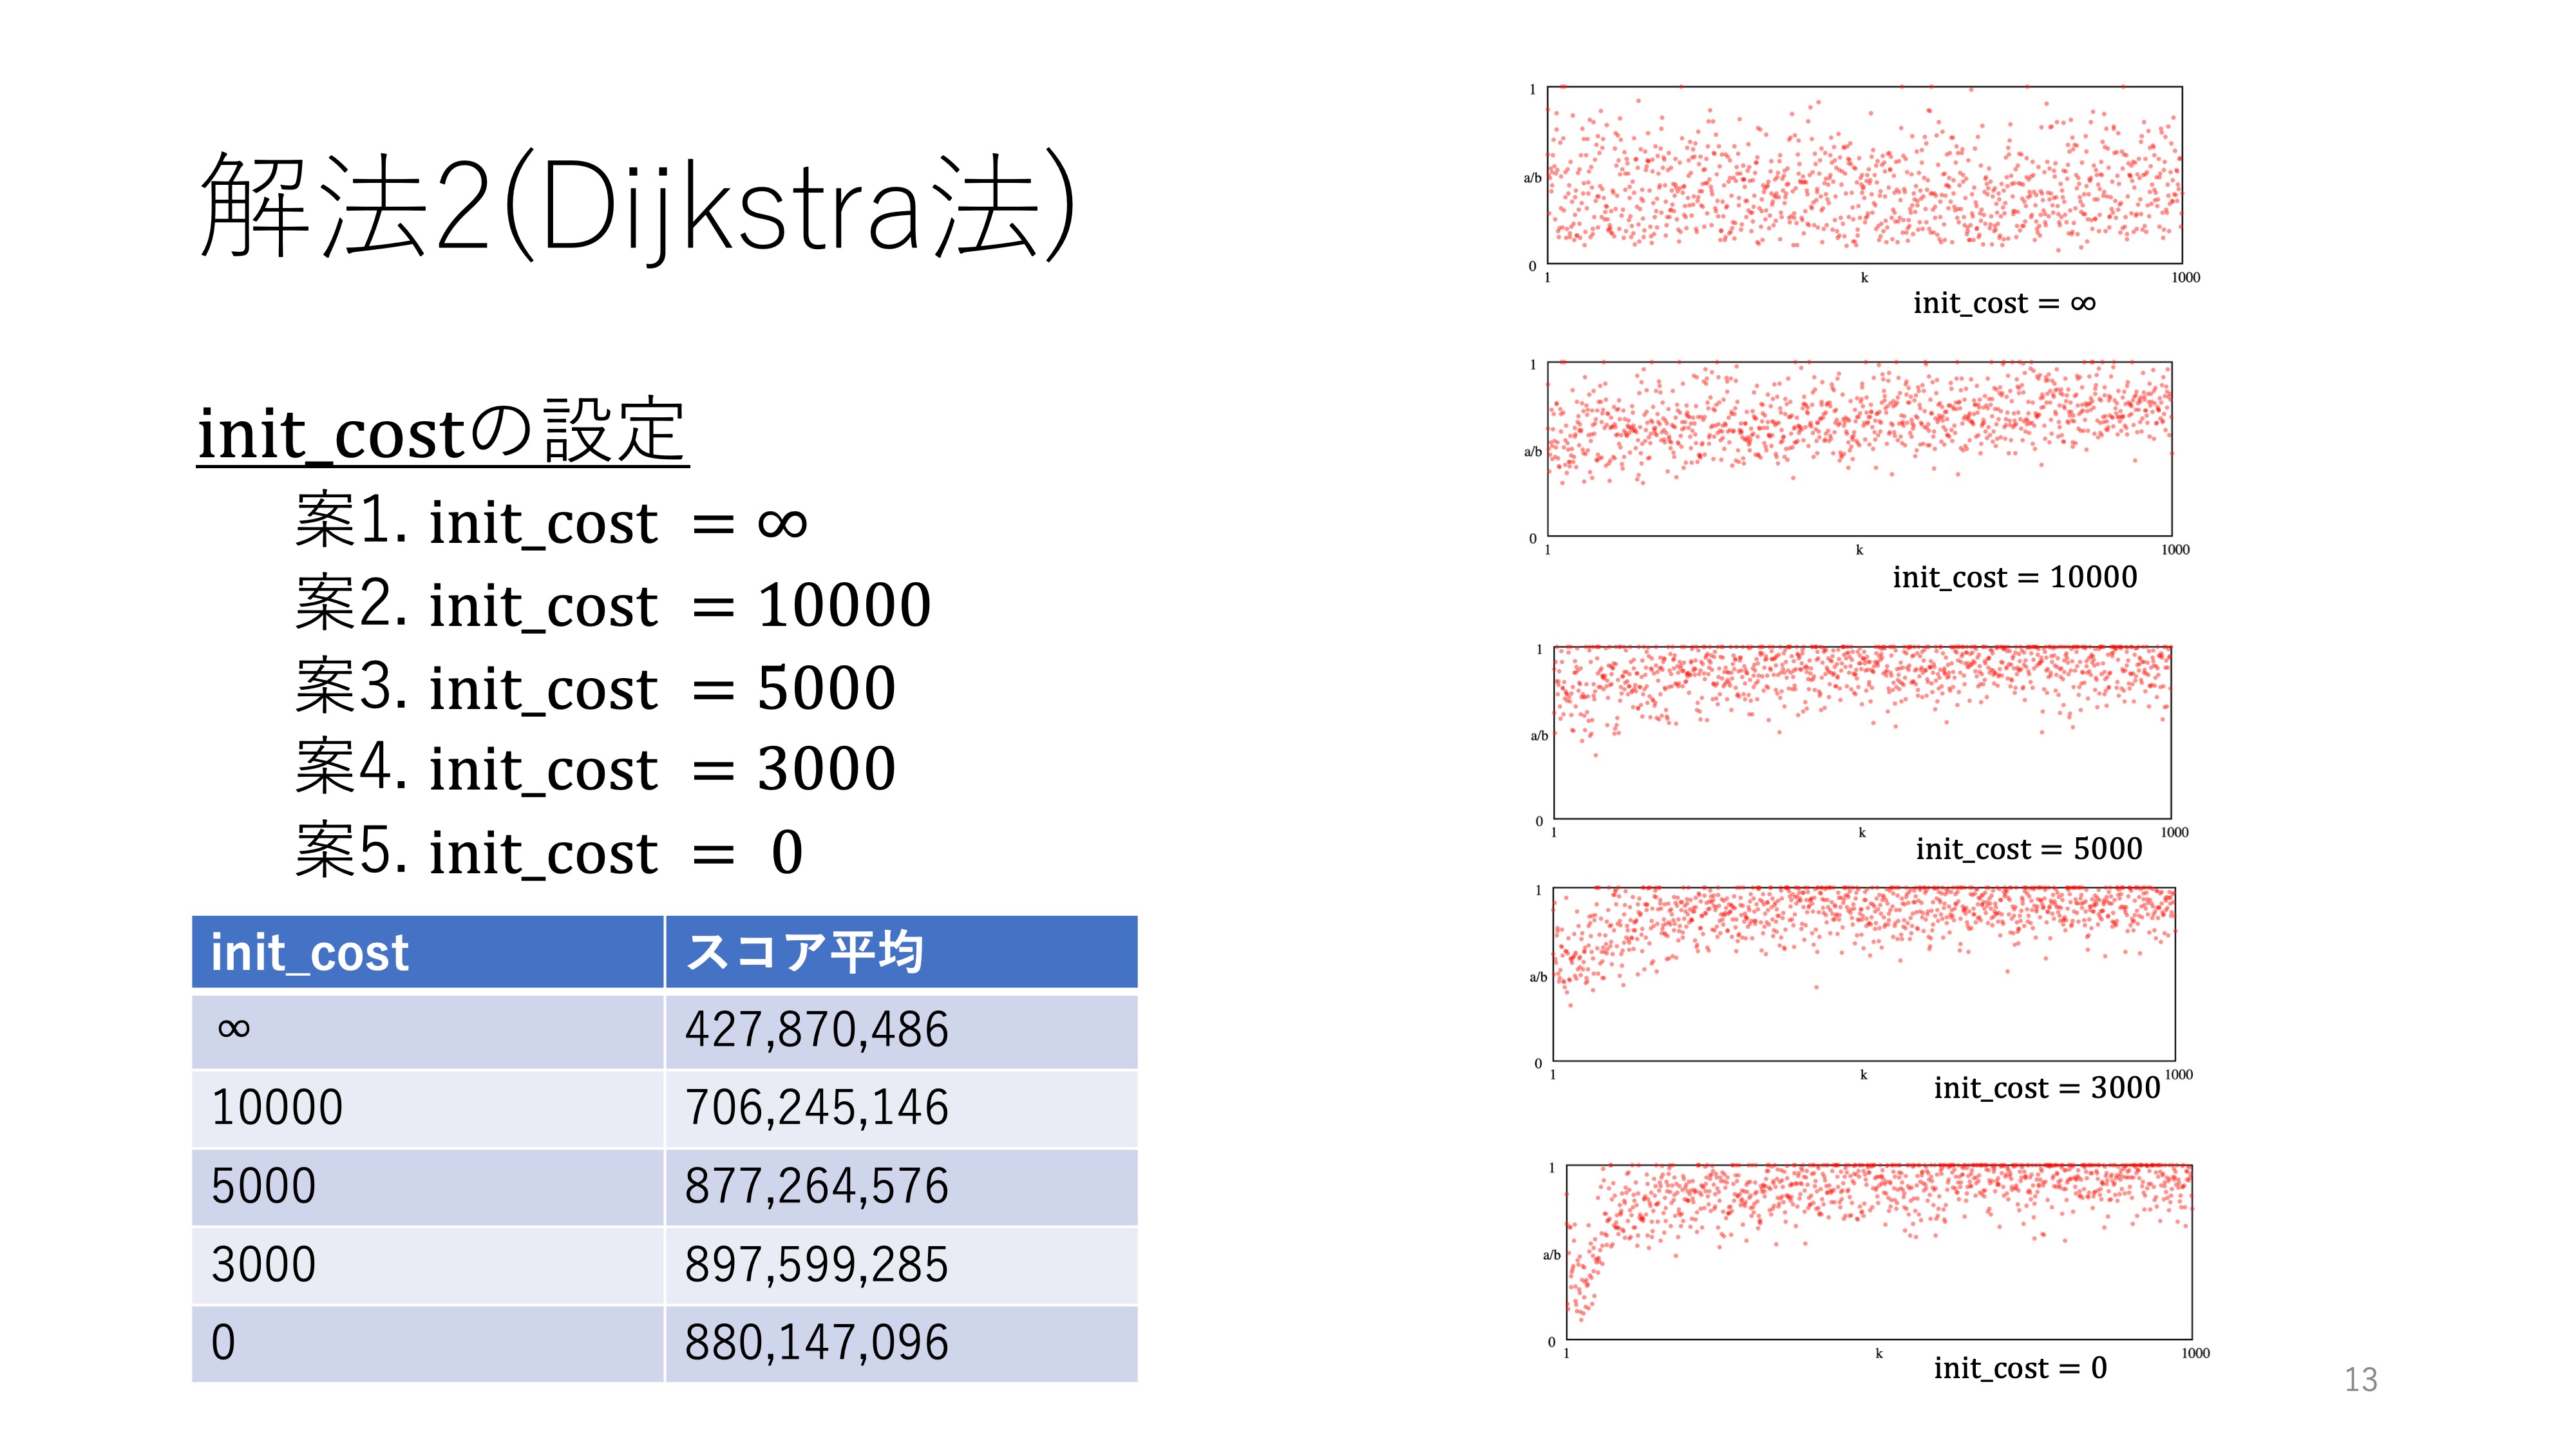 解法2(Dijkstra法)
init_costの設定
案1. init_cost = ∞
案2. init_cost = 10000
案3. init_cost = 5000
案4. init_cost = 3000
案5. init_cost = 0
init_cost スコア平均
∞ 427,870,486
10000 706,245,146
5000 877,264,576
3000 897,599,285
0 880,147,096
1
a/b
0
1 k 1000
init_cost = ∞
1
a/b
0
1 k 1000
init_cost = 10000
1
a/b
0
1 k 1000
init_cost = 5000
1
a/b
0
1 k 1000
init_cost = 3000
1
a/b
0
1 k 1000
init_cost = 0
13